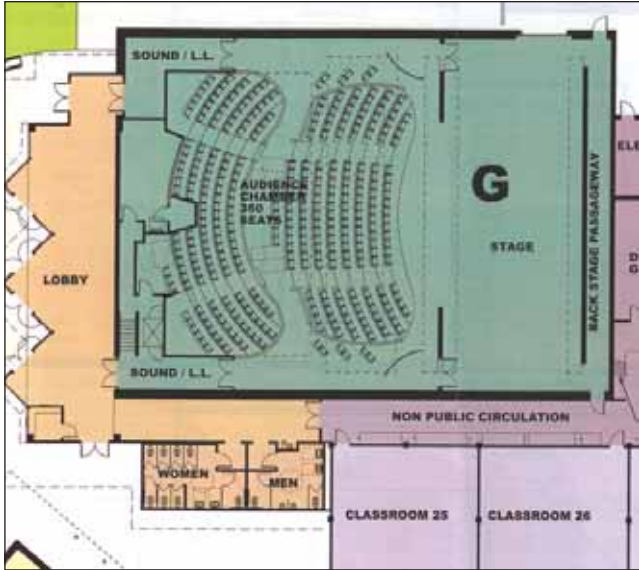 SOUND / L.L.
AUDIENCE
CHAMBER
350
SEATS
G
STAGE
BACK STAGE PASSAGEWAY
ELE
LOBBY
SOUND / L.L.
NON PUBLIC CIRCULATION
WOMEN
MEN
CLASSROOM 25
CLASSROOM 26